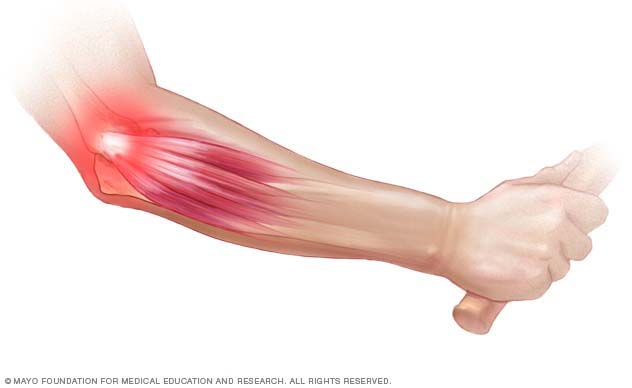 © MAYO FOUNDATION FOR MEDICAL EDUCATION AND RESEARCH. ALL RIGHTS RESERVED.